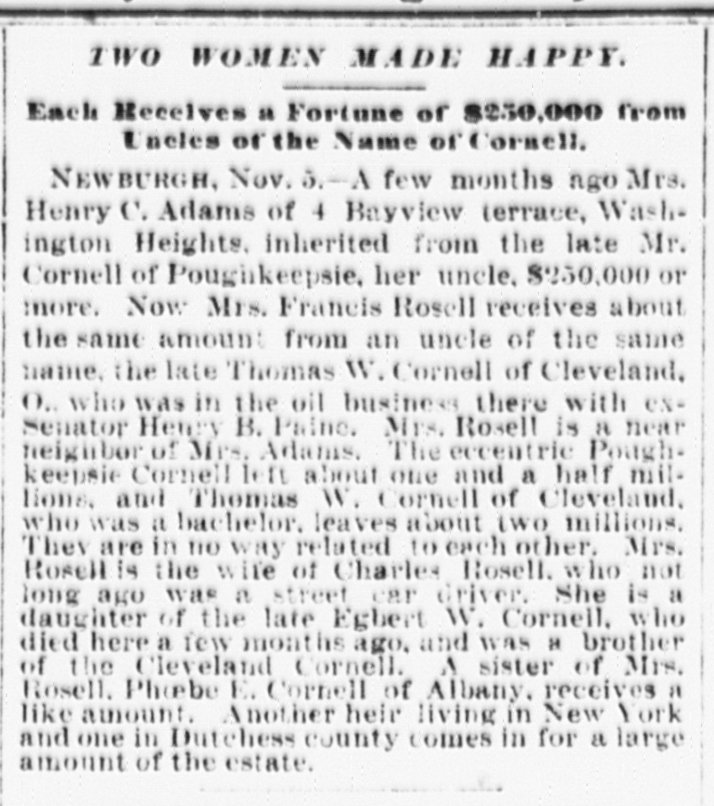 TWO WOMEN MADE HAPPY.
Each Receives a Fortune of $250,000 from
Uncles of the Name of Cornell.
NEWBURGH, Nov. 5.—A few months ago Mrs.
Henry C. Adams of 4 Bayview terrace, Wash-
ington Heights, inherited from the late Mr.
Cornell of Poughkeepsie, her uncle, $250,000 or
more. Now Mrs. Francis Rosell receives about
the same amount from an uncle of the same
name, the late Thomas W. Cornell of Cleveland,
O., who was in the oil business there with ex-
Senator Henry B. Paine. Mrs. Rosell is a near
neighbor of Mrs. Adams. The eccentric Pough-
keepsie Cornell left about one and a half mil-
lions, and Thomas W. Cornell of Cleveland,
who was a bachelor, leaves about two millions.
They are in no way related to each other. Mrs.
Rosell is the wife of Charles Rosell, who not
long ago was a street car driver. She is a
daughter of the late Egbert W. Cornell, who
died here a few months ago, and was a brother
of the Cleveland Cornell. A sister of Mrs.
Rosell, Phœbe E. Cornell of Albany, receives a
like amount. Another heir living in New York
and one in Dutchess county comes in for a large
amount of the estate.